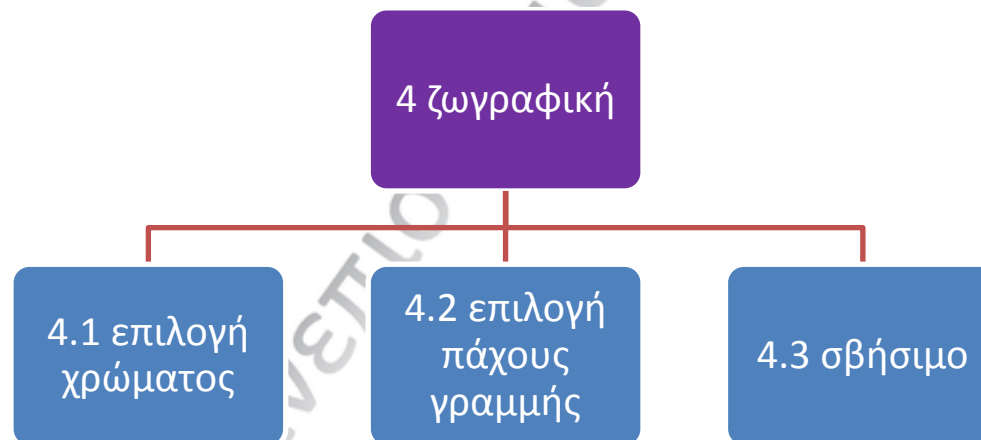 4 ζωγραφική
4.1 επιλογή
χρώματος
4.2 επιλογή
πάχους
γραμμής
4.3 σβήσιμο